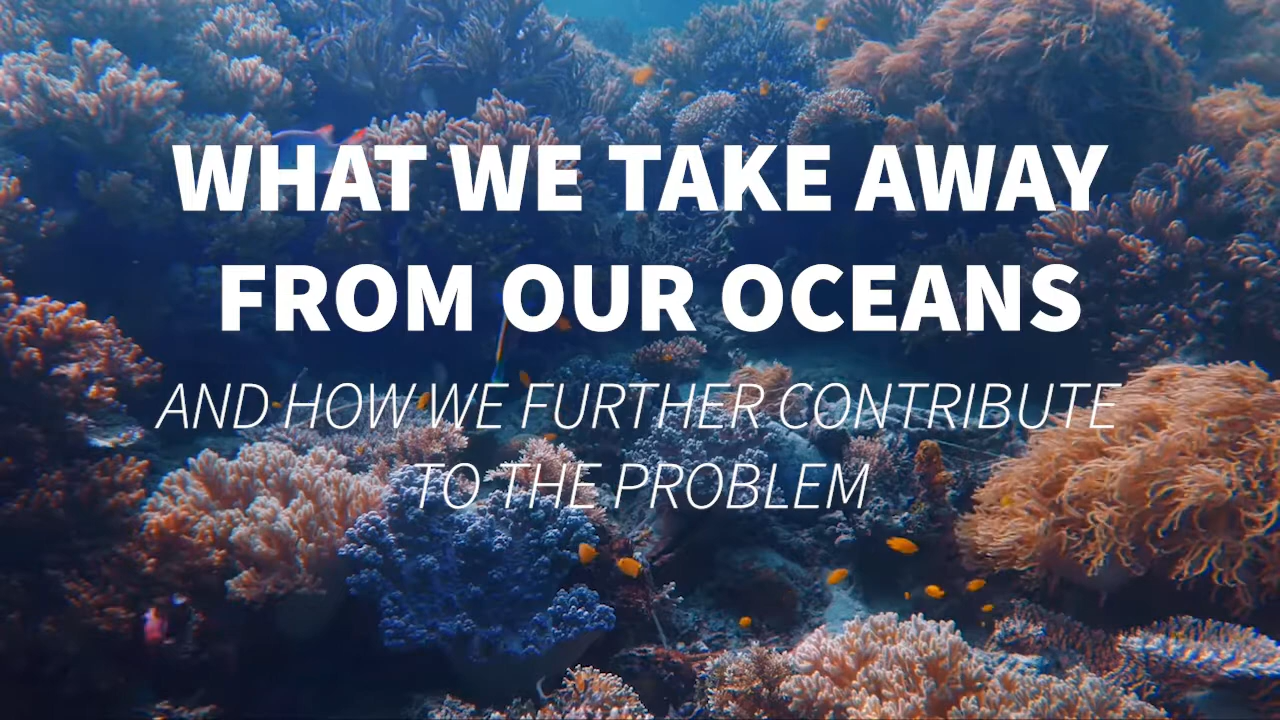 WHAT WE TAKE AWAY
FROM OUR OCEANS
AND HOW WE FURTHER CONTRIBUTE
TO THE PROBLEM